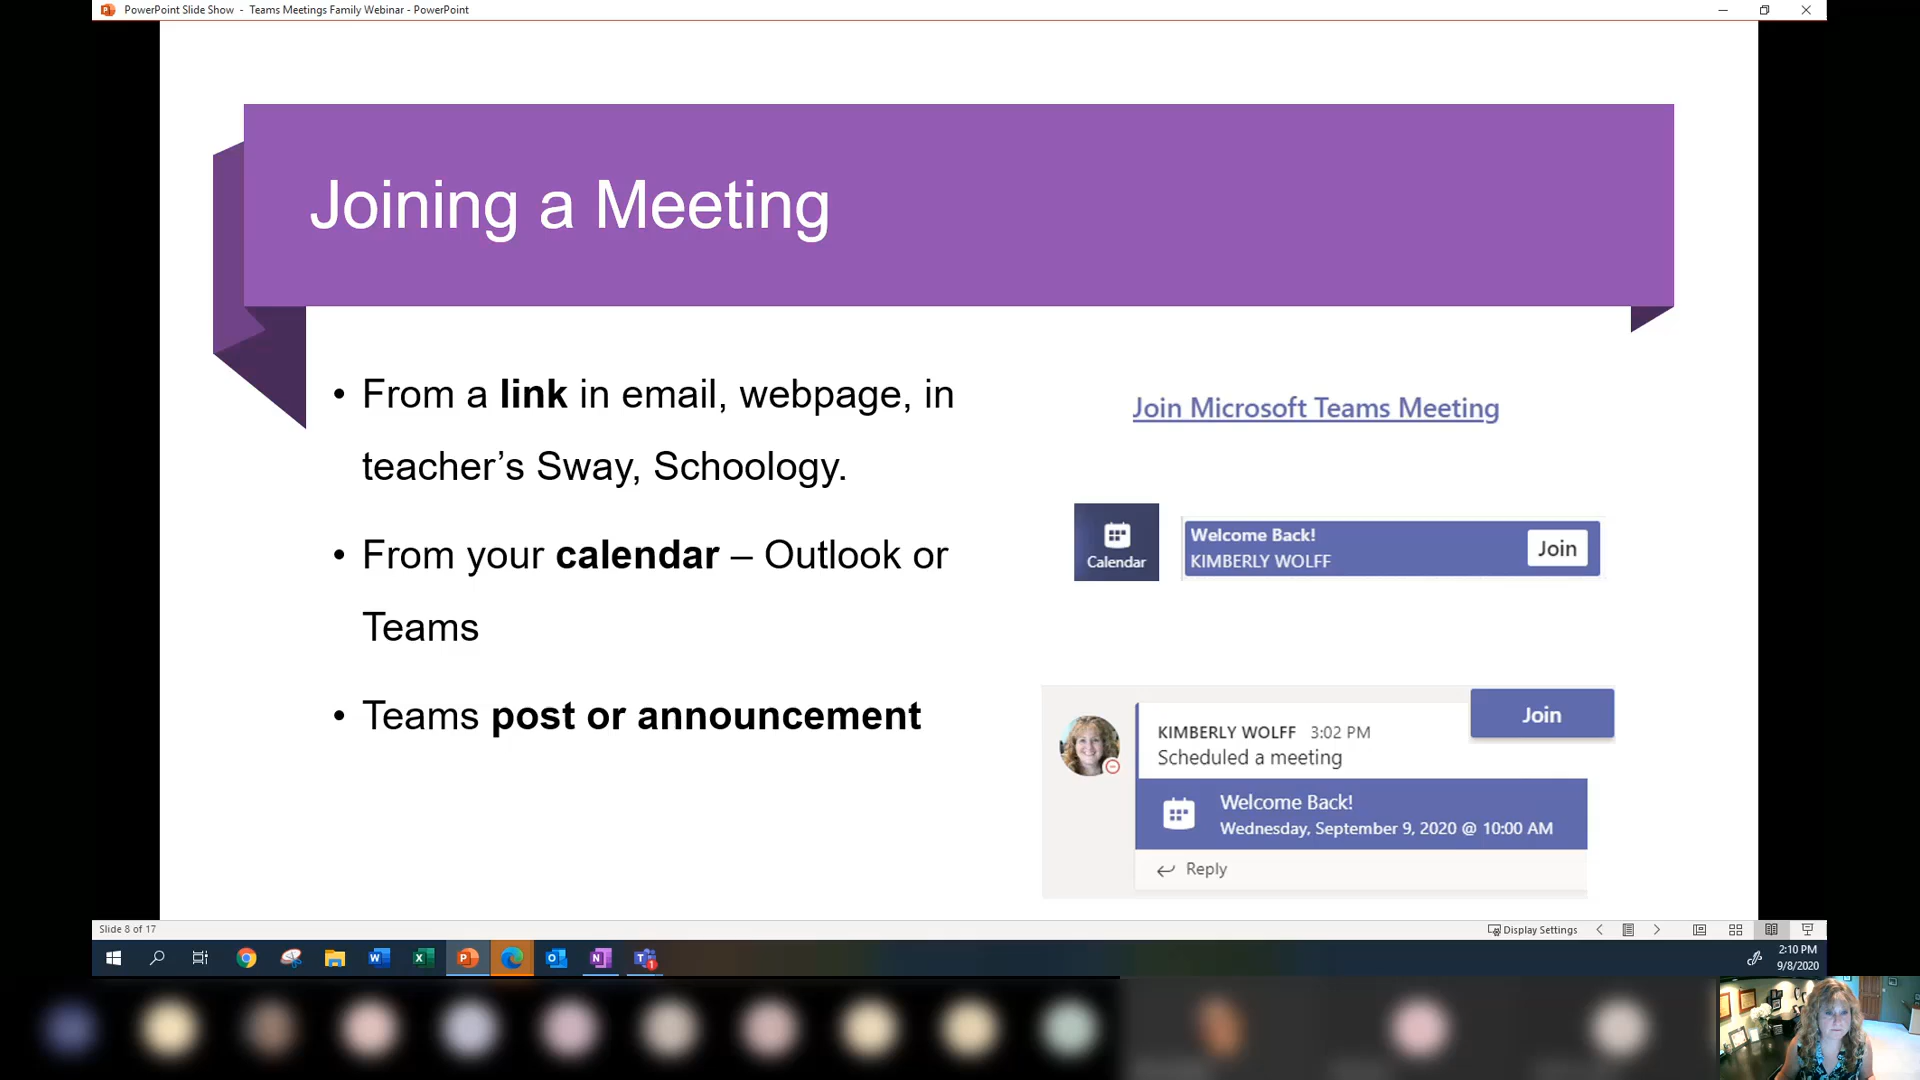 PowerPoint Slide Show - Teams Meetings Family Webinar - PowerPoint
Joining a Meeting
• From a link in email, webpage, in
teacher’s Sway, Schoology.
• From your calendar – Outlook or
Teams
• Teams post or announcement
Join Microsoft Teams Meeting
Calendar
Welcome Back!
KIMBERLY WOLFF
Join
Join
KIMBERLY WOLFF 3:02 PM
Scheduled a meeting
Welcome Back!
Wednesday, September 9, 2020 @ 10:00 AM
Reply
Slide 8 of 17
Display Settings
2:10 PM
9/8/2020